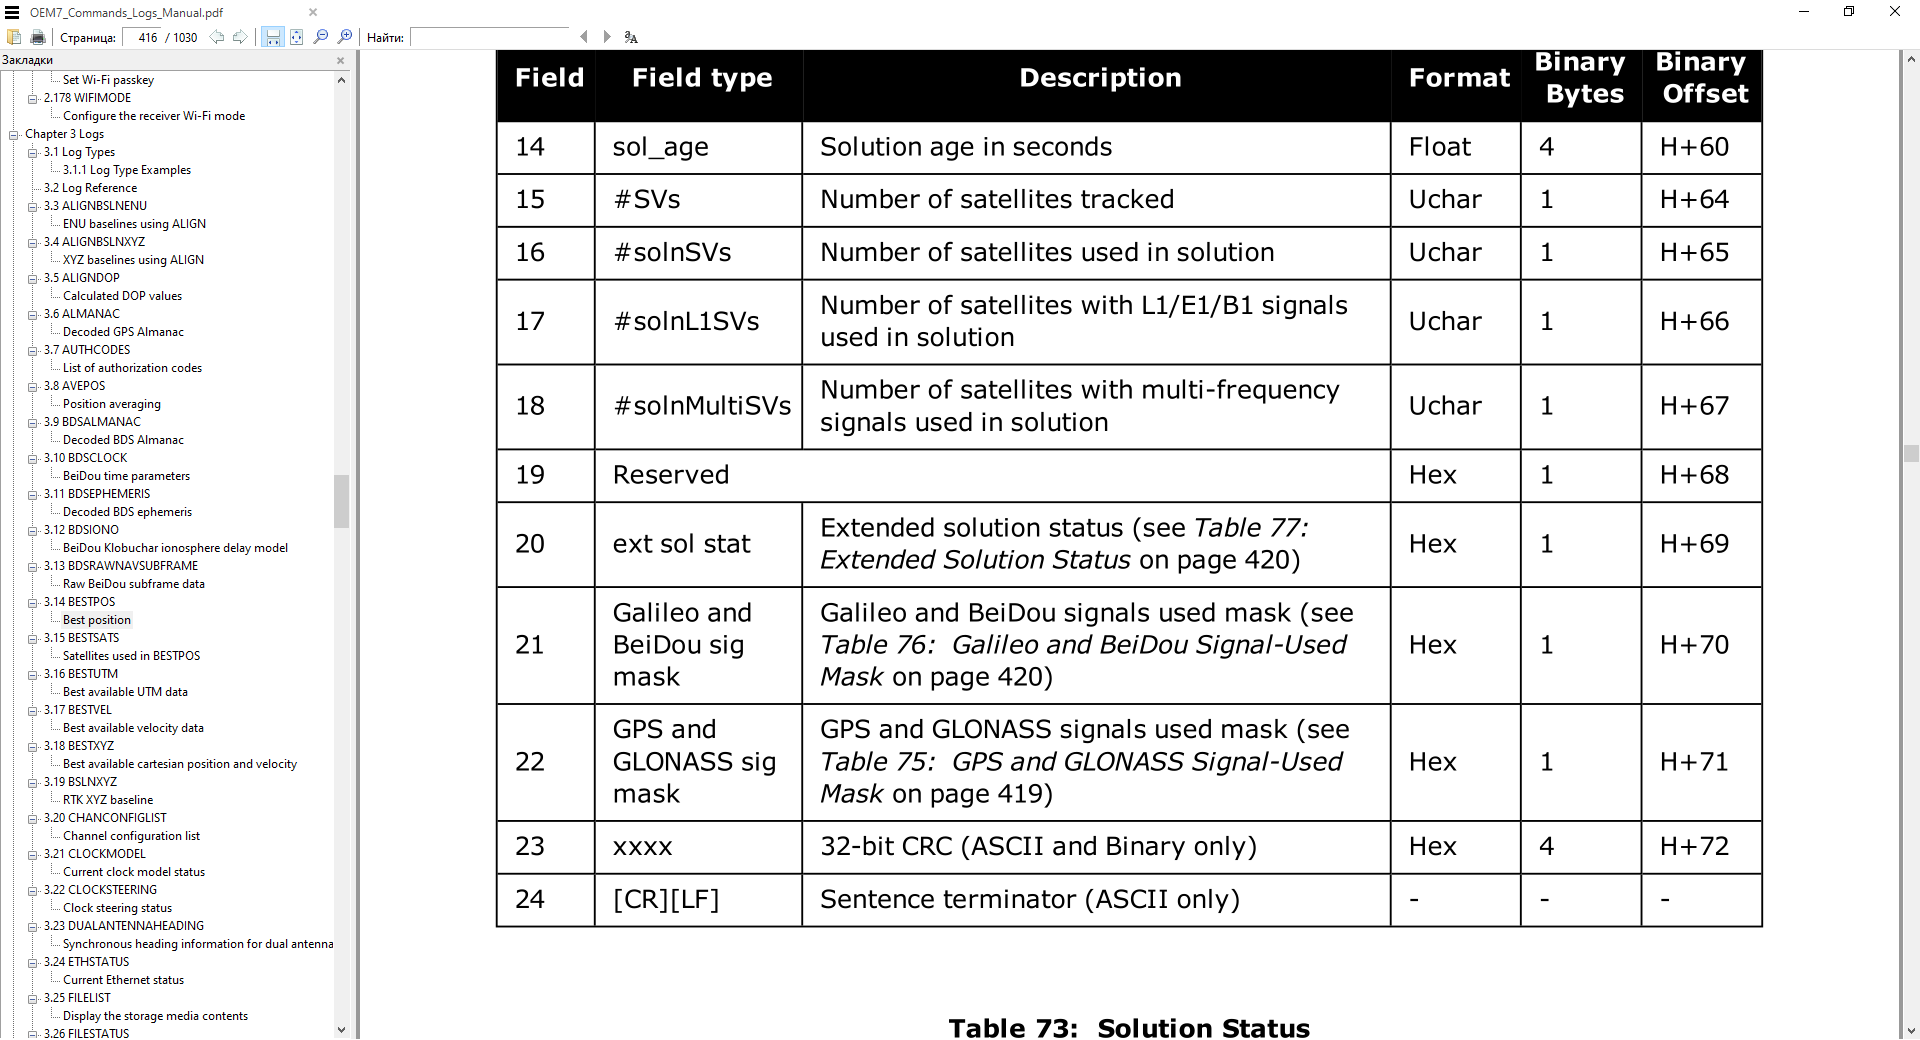 OEM7_Commands_Logs_Manual.pdf
Страница: 416 / 1030 Найти:
Закладки
Set Wi-Fi passkey
2.178 WIFIMODE
Configure the receiver Wi-Fi mode
Chapter 3 Logs
3.1 Log Types
3.1.1 Log Type Examples
3.2 Log Reference
3.3 ALIGNBSLNENU
ENU baselines using ALIGN
3.4 ALIGNBSLNXYZ
XYZ baselines using ALIGN
3.5 ALIGNDOP
Calculated DOP values
3.6 ALMANAC
Decoded GPS Almanac
3.7 AUTHCODES
List of authorization codes
3.8 AVEPOS
Position averaging
3.9 BDSALMANAC
Decoded BDS Almanac
3.10 BDSCLOCK
BeiDou time parameters
3.11 BDSEPHEMERIS
Decoded BDS ephemeris
3.12 BDSIONO
BeiDou Klobuchar ionosphere delay model
3.13 BDSRAWNAVSUBFRAME
Raw BeiDou subframe data
3.14 BESTPOS
Best position
3.15 BESTSATS
Satellites used in BESTPOS
3.16 BESTUTM
Best available UTM data
3.17 BESTVEL
Best available velocity data
3.18 BESTXYZ
Best available cartesian position and velocity
3.19 BSLNXYZ
RTK XYZ baseline
3.20 CHANCONFIGLIST
Channel configuration list
3.21 CLOCKMODEL
Current clock model status
3.22 CLOCKSTEERING
Clock steering status
3.23 DUALANTENNAHEADING
Synchronous heading information for dual antenna
3.24 ETHSTATUS
Current Ethernet status
3.25 FILELIST
Display the storage media contents
3.26 FILESTATUS
Field Field type Description Format Binary Bytes Binary Offset
14 sol_age Solution age in seconds Float 4 H+60
15 #SVs Number of satellites tracked Uchar 1 H+64
16 #solnSVs Number of satellites used in solution Uchar 1 H+65
17 #solnL1SVs Number of satellites with L1/E1/B1 signals
used in solution Uchar 1 H+66
18 #solnMultiSVs Number of satellites with multi-frequency
signals used in solution Uchar 1 H+67
19 Reserved Hex 1 H+68
20 ext sol stat Extended solution status (see Table 77:
Extended Solution Status on page 420) Hex 1 H+69
21 Galileo and
BeiDou sig
mask Galileo and BeiDou signals used mask (see
Table 76: Galileo and BeiDou Signal-Used
Mask on page 420) Hex 1 H+70
22 GPS and
GLONASS sig
mask GPS and GLONASS signals used mask (see
Table 75: GPS and GLONASS Signal-Used
Mask on page 419) Hex 1 H+71
23 xxxx 32-bit CRC (ASCII and Binary only) Hex 4 H+72
24 [CR][LF] Sentence terminator (ASCII only) - - -
Table 73: Solution Status